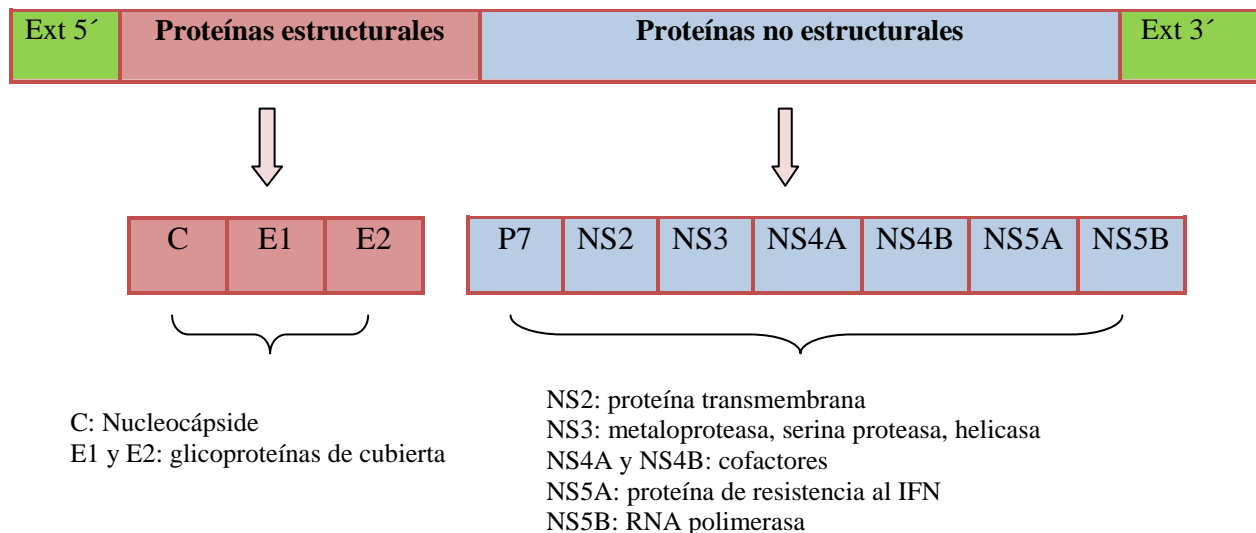 Ext 5´ Proteínas estructurales Proteínas no estructurales Ext 3´
C E1 E2 P7 NS2 NS3 NS4A NS4B NS5A NS5B
C: Nucleocápside
E1 y E2: glicoproteínas de cubierta
NS2: proteína transmembrana
NS3: metaloproteasa, serina proteasa, helicasa
NS4A y NS4B: cofactores
NS5A: proteína de resistencia al IFN
NS5B: RNA polimerasa